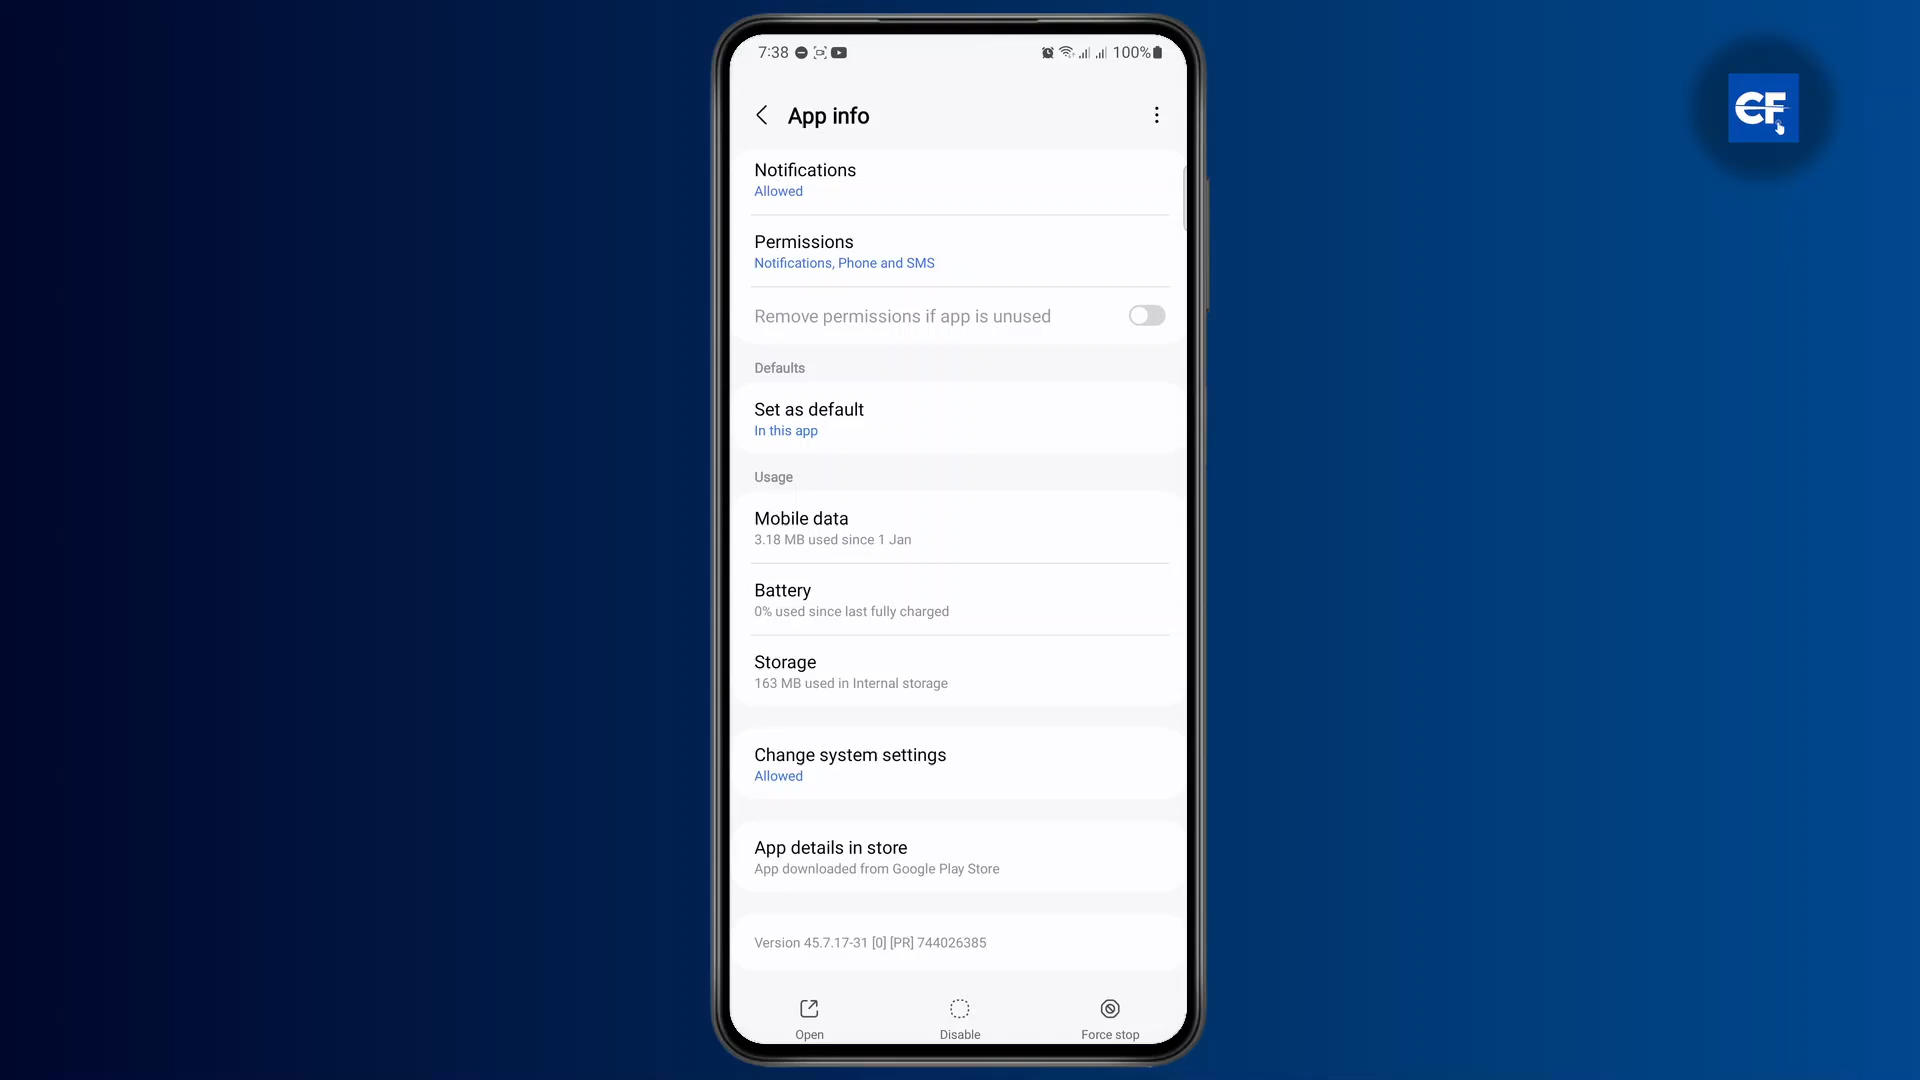 7:38 100%
CF
App info
Notifications
Allowed
Permissions
Notifications, Phone and SMS
Remove permissions if app is unused
Defaults
Set as default
In this app
Usage
Mobile data
3.18 MB used since 1 Jan
Battery
0% used since last fully charged
Storage
163 MB used in Internal storage
Change system settings
Allowed
App details in store
App downloaded from Google Play Store
Version 45.7.17-31 [0] [PR] 744026385
Open Disable Force stop